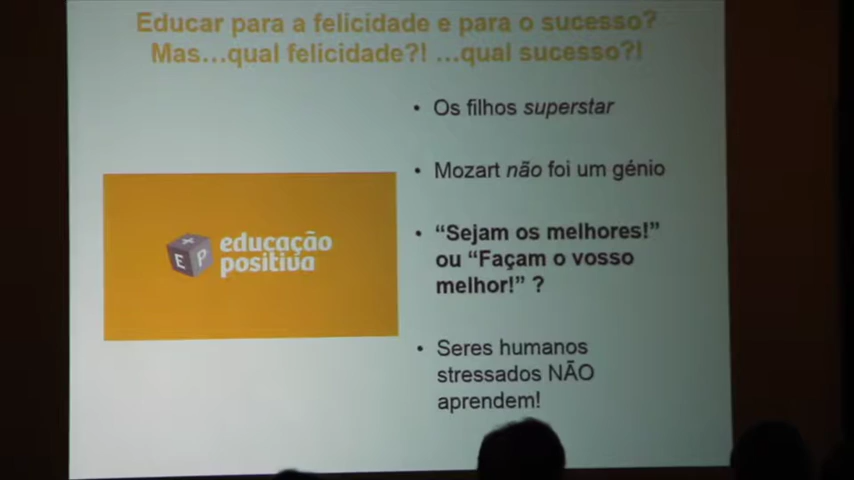 Educar para a felicidade e para o sucesso?
Mas...qual felicidade?! ...qual sucesso?!
• Os filhos superstar
• Mozart não foi um génio
• “Sejam os melhores!”
ou “Façam o vosso
melhor!” ?
• Seres humanos
stressados NÃO
aprendem!
E P +
educação
positiva